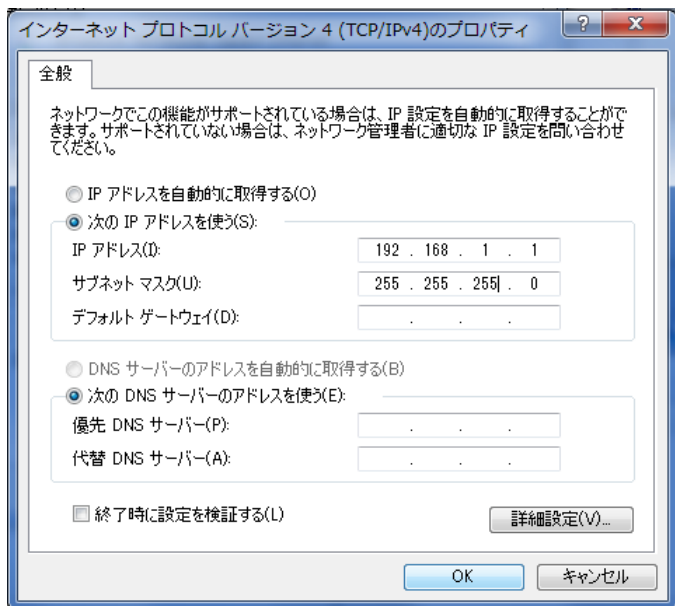 インターネット プロトコル バージョン 4 (TCP/IPv4)のプロパティ
全般
ネットワークでこの機能がサポートされている場合は、IP 設定を自動的に取得することがで
きます。サポートされていない場合は、ネットワーク管理者に適切な IP 設定を問い合わせ
てください。
IP アドレスを自動的に取得する(O)
次の IP アドレスを使う(S):
IP アドレス(I): 192 . 168 . 1 . 1
サブネット マスク(U): 255 . 255 . 255 . 0
デフォルト ゲートウェイ(D): . . .
DNS サーバーのアドレスを自動的に取得する(B)
次の DNS サーバーのアドレスを使う(E):
優先 DNS サーバー(P): . . .
代替 DNS サーバー(A): . . .
終了時に設定を検証する(L)
詳細設定(V)...
OK キャンセル